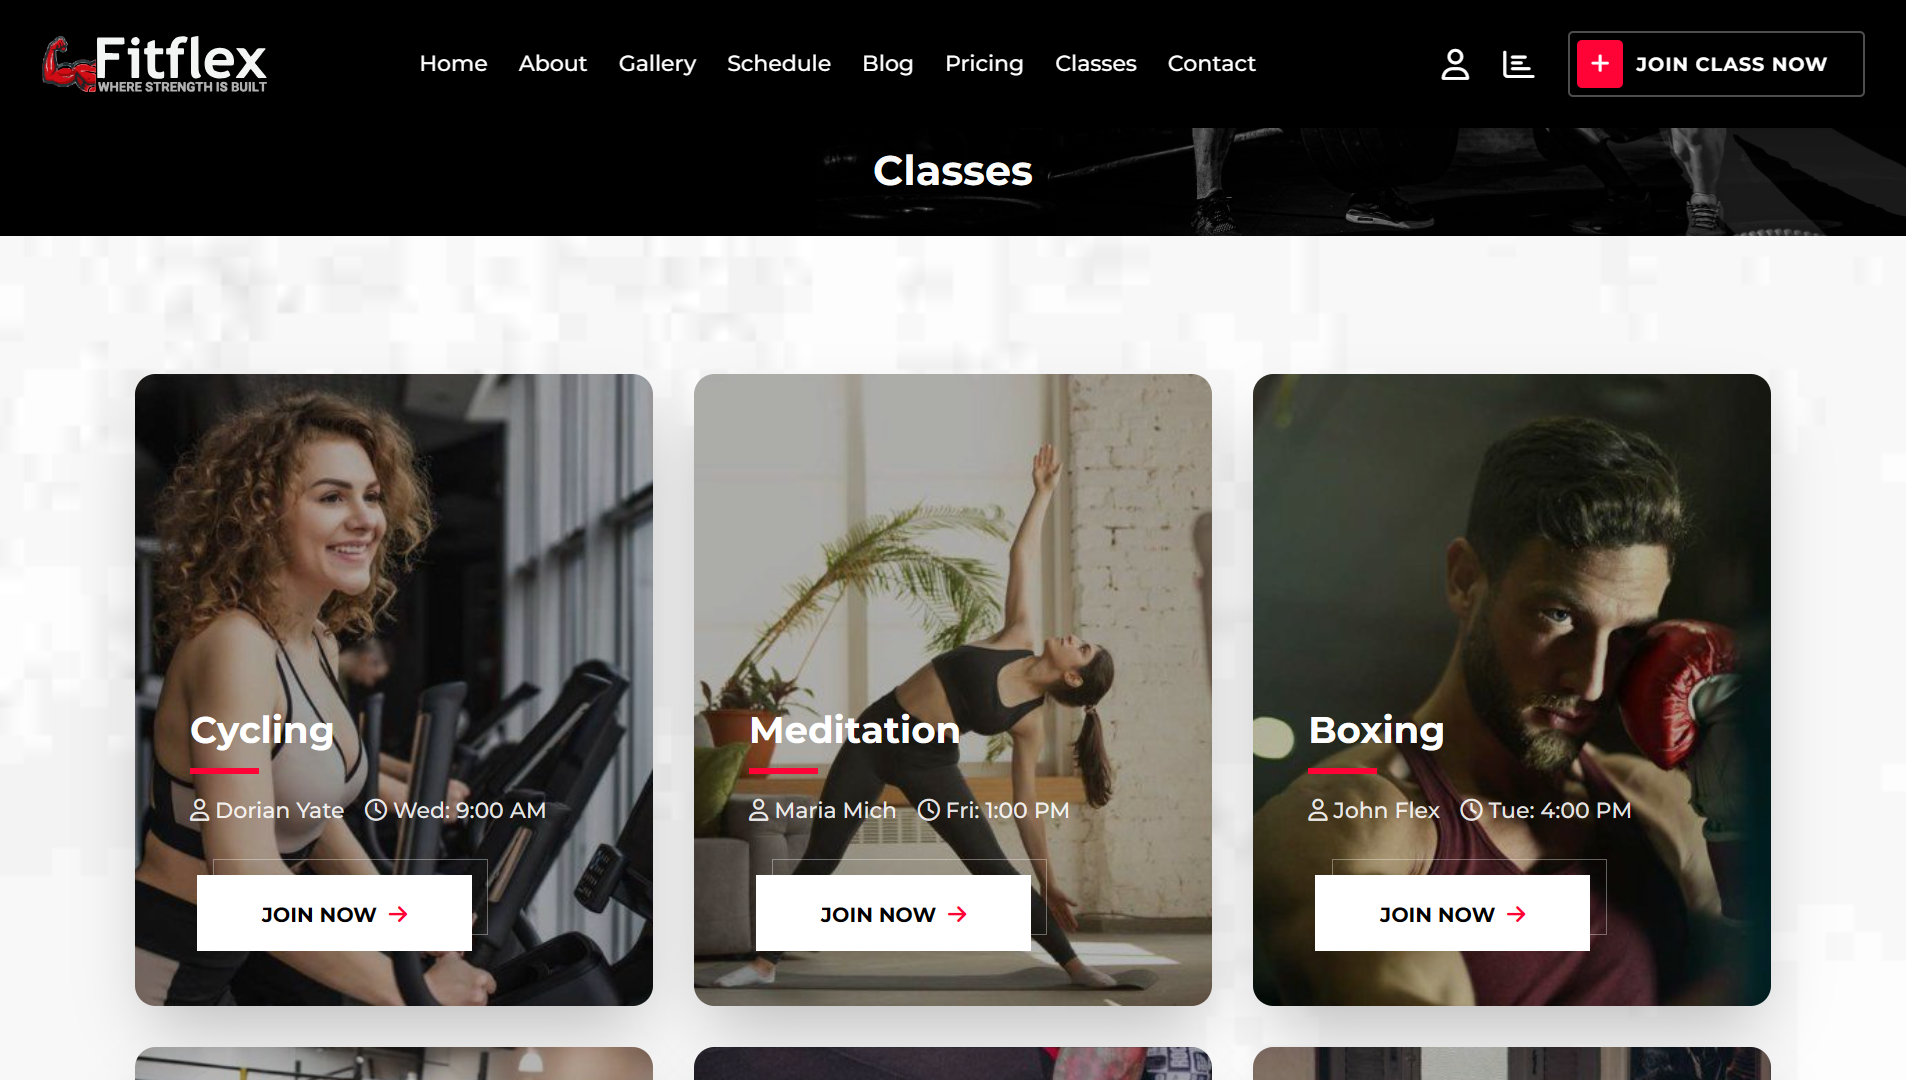 Fitflex
WHERE STRENGTH IS BUILT
Home About Gallery Schedule Blog Pricing Classes Contact
JOIN CLASS NOW
Classes
Cycling
Dorian Yate Wed: 9:00 AM
JOIN NOW
Meditation
Maria Mich Fri: 1:00 PM
JOIN NOW
Boxing
John Flex Tue: 4:00 PM
JOIN NOW